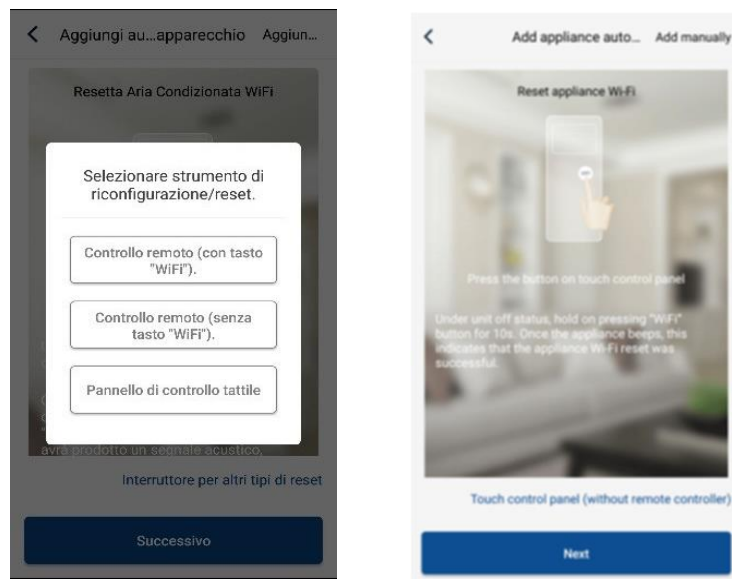 Aggiungi au...apparecchio Aggiun...
Resetta Aria Condizionata WiFi
Selezionare strumento di
riconfigurazione/reset.
Controllo remoto (con tasto
"WiFi").
Controllo remoto (senza
tasto "WiFi").
Pannello di controllo tattile
avrà prodotto un segnale acustico,
Interruttore per altri tipi di reset
Successivo
Add appliance auto... Add manually
Reset appliance Wi-Fi
Press the button on touch control panel
Under unit off status, hold on pressing "WiFi"
button for 10s. Once the appliance beeps, this
indicates that the appliance Wi-Fi reset was
successful.
Touch control panel (without remote controller)
Next